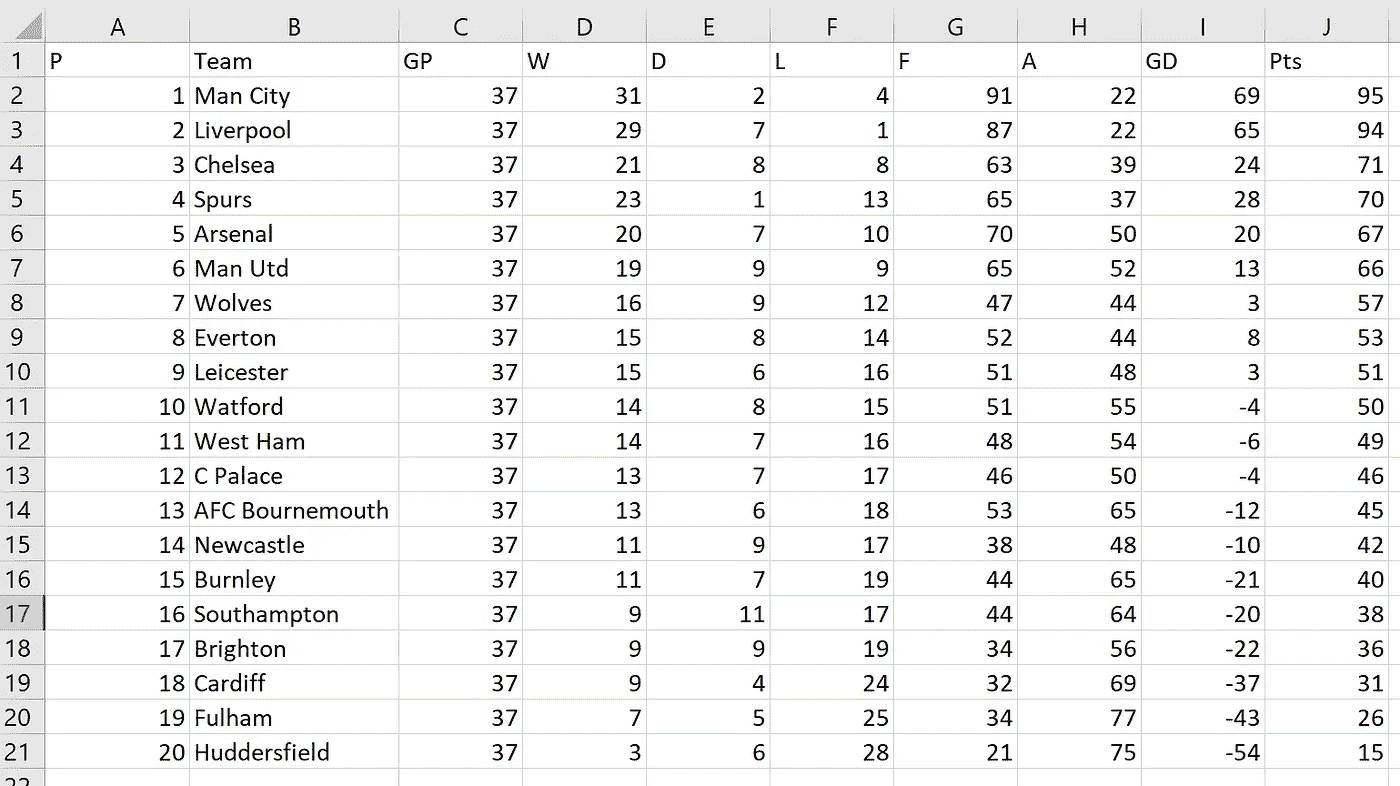 A B C D E F G H I J
1 P Team GP W D L F A GD Pts
2 1 Man City 37 31 2 4 91 22 69 95
3 2 Liverpool 37 29 7 1 87 22 65 94
4 3 Chelsea 37 21 8 8 63 39 24 71
5 4 Spurs 37 23 1 13 65 37 28 70
6 5 Arsenal 37 20 7 10 70 50 20 67
7 6 Man Utd 37 19 9 9 65 52 13 66
8 7 Wolves 37 16 9 12 47 44 3 57
9 8 Everton 37 15 8 14 52 44 8 53
10 9 Leicester 37 15 6 16 51 48 3 51
11 10 Watford 37 14 8 15 51 55 -4 50
12 11 West Ham 37 14 7 16 48 54 -6 49
13 12 C Palace 37 13 7 17 46 50 -4 46
14 13 AFC Bournemouth 37 13 6 18 53 65 -12 45
15 14 Newcastle 37 11 9 17 38 48 -10 42
16 15 Burnley 37 11 7 19 44 65 -21 40
17 16 Southampton 37 9 11 17 44 64 -20 38
18 17 Brighton 37 9 9 19 34 56 -22 36
19 18 Cardiff 37 9 4 24 32 69 -37 31
20 19 Fulham 37 7 5 25 34 77 -43 26
21 20 Huddersfield 37 3 6 28 21 75 -54 15